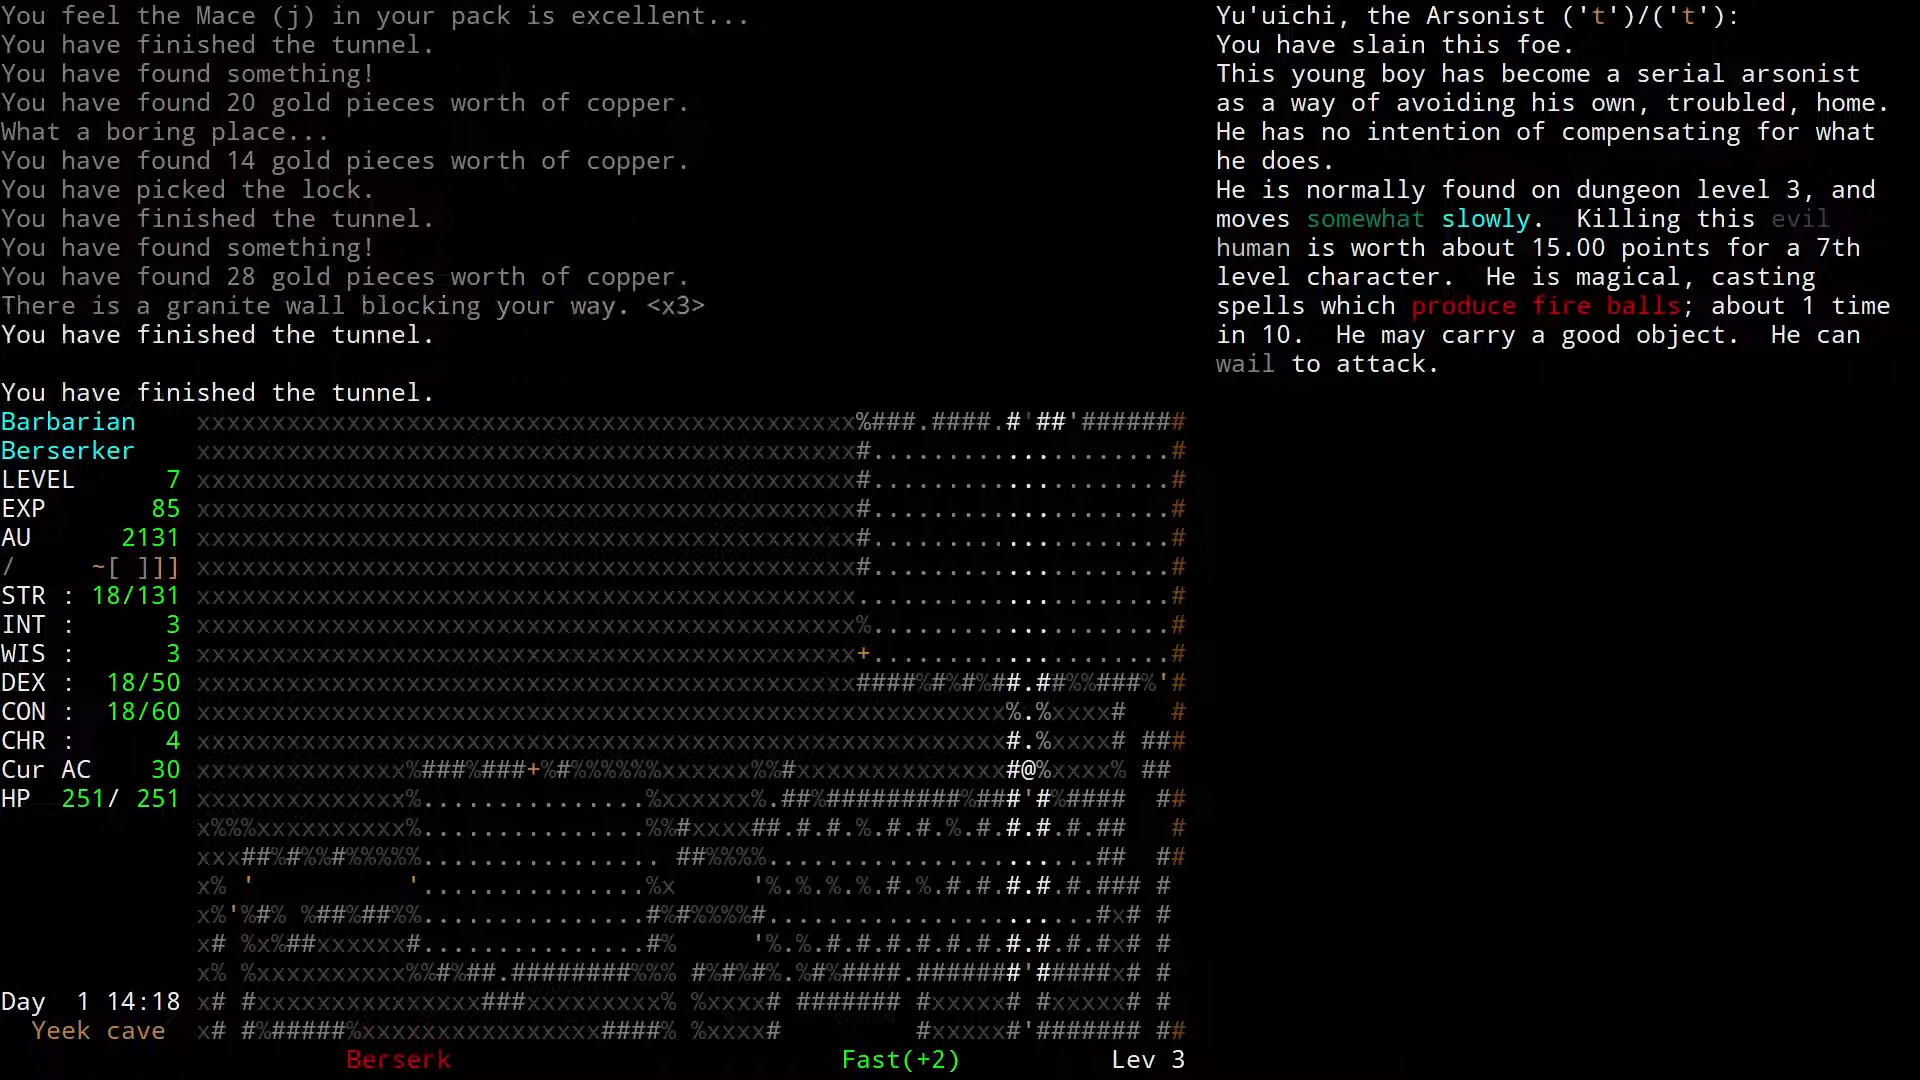 You feel the Mace (j) in your pack is excellent...
You have finished the tunnel.
You have found something!
You have found 20 gold pieces worth of copper.
What a boring place...
You have found 14 gold pieces worth of copper.
You have picked the lock.
You have finished the tunnel.
You have found something!
You have found 28 gold pieces worth of copper.
There is a granite wall blocking your way. <x3>
You have finished the tunnel.
You have finished the tunnel.
Yu'uichi, the Arsonist ('t')/('t'):
You have slain this foe.
This young boy has become a serial arsonist
as a way of avoiding his own, troubled, home.
He has no intention of compensating for what
he does.
He is normally found on dungeon level 3, and
moves somewhat slowly.  Killing this evil
human is worth about 15.00 points for a 7th
level character.  He is magical, casting
spells which produce fire balls; about 1 time
in 10.  He may carry a good object.  He can
wail to attack.
Barbarian
Berserker
LEVEL 7
EXP 85
AU 2131
/ ~[ ]]]
STR : 18/131
INT : 3
WIS : 3
DEX : 18/50
CON : 18/60
CHR : 4
Cur AC 30
HP 251/ 251
Day 1 14:18
Yeek cave
Berserk
Fast(+2)
Lev 3